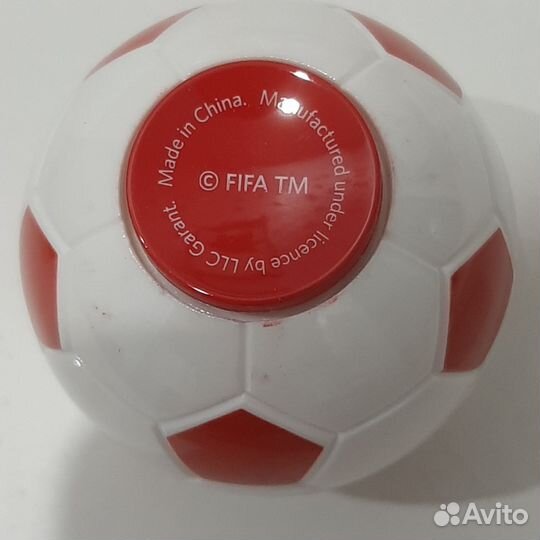 Made in China. Manufactured under licence by LLC Garant.
© FIFA TM
Avito